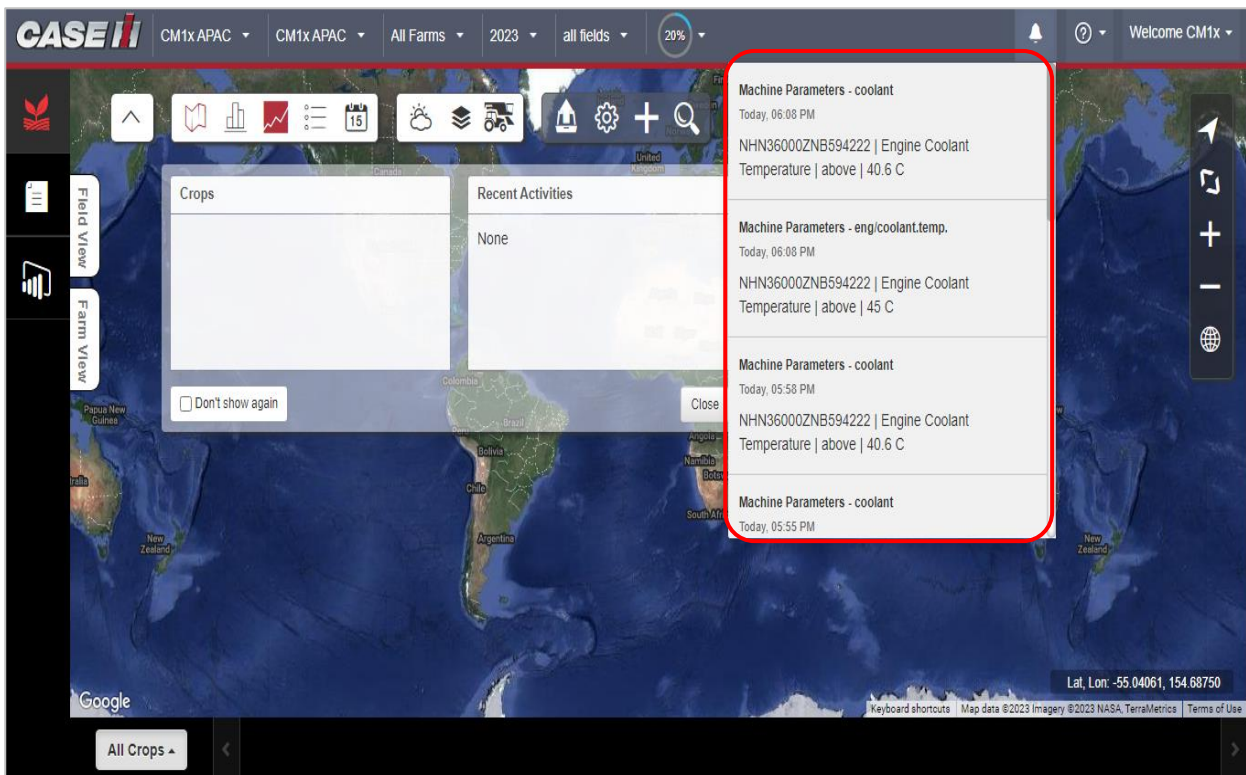 CASE IH
CM1x APAC
CM1x APAC
All Farms
2023
all fields
20%
Welcome CM1x
15
Field View
Farm View
Crops
Recent Activities
None
Don't show again
Close
Machine Parameters - coolant
Today, 06:08 PM
NHN36000ZNB594222 | Engine Coolant
Temperature | above | 40.6 C
Machine Parameters - eng/coolant.temp.
Today, 06:08 PM
NHN36000ZNB594222 | Engine Coolant
Temperature | above | 45 C
Machine Parameters - coolant
Today, 05:58 PM
NHN36000ZNB594222 | Engine Coolant
Temperature | above | 40.6 C
Machine Parameters - coolant
Today, 05:55 PM
United
Kingdom
Canada
Papua New
Guinea
Colombia
Brazil
Bolivia
Chile
Argentina
Angola
Namibia
New
Zealand
New
Zealand
Lat, Lon: -55.04061, 154.68750
Google
Keyboard shortcuts
Map data ©2023 Imagery ©2023 NASA, TerraMetrics
Terms of Use
All Crops